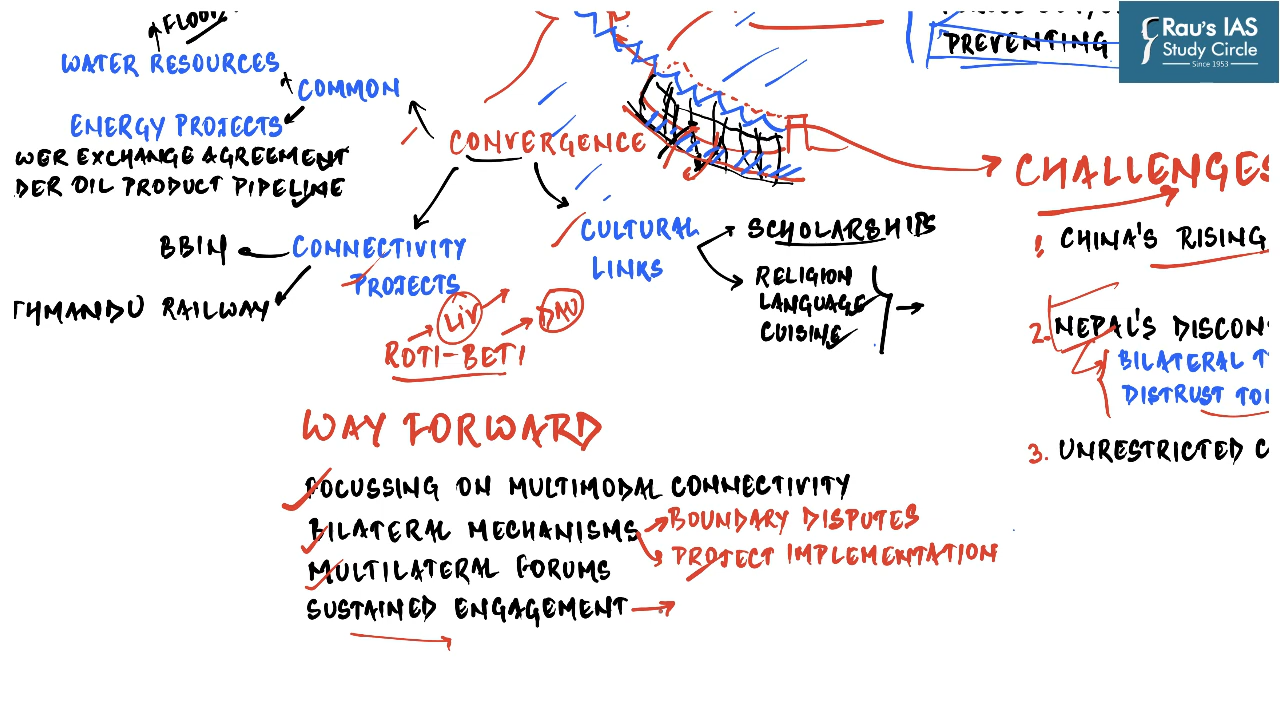 FLOOD
WATER RESOURCES
COMMON
ENERGY PROJECTS
WER EXCHANGE AGREEMENT
DER OIL PRODUCT PIPELINE
CONVERGENCE
BBIN
CONNECTIVITY
PROJECTS
THMANDU RAILWAY
CULTURAL
LINKS
SCHOLARSHIPS
RELIGION
LANGUAGE
CUISINE
LIV
ROTI-BETI
PREVENTING
Rau's IAS
Study Circle
Since 1953
CHALLENGES
1. CHINA'S RISING
2. NEPAL'S DISCON
BILATERAL T
DISTRUST TO
3. UNRESTRICTED C
WAY FORWARD
FOCUSSING ON MULTIMODAL CONNECTIVITY
BILATERAL MECHANISMS
BOUNDARY DISPUTES
PROJECT IMPLEMENTATION
MULTILATERAL FORUMS
SUSTAINED ENGAGEMENT